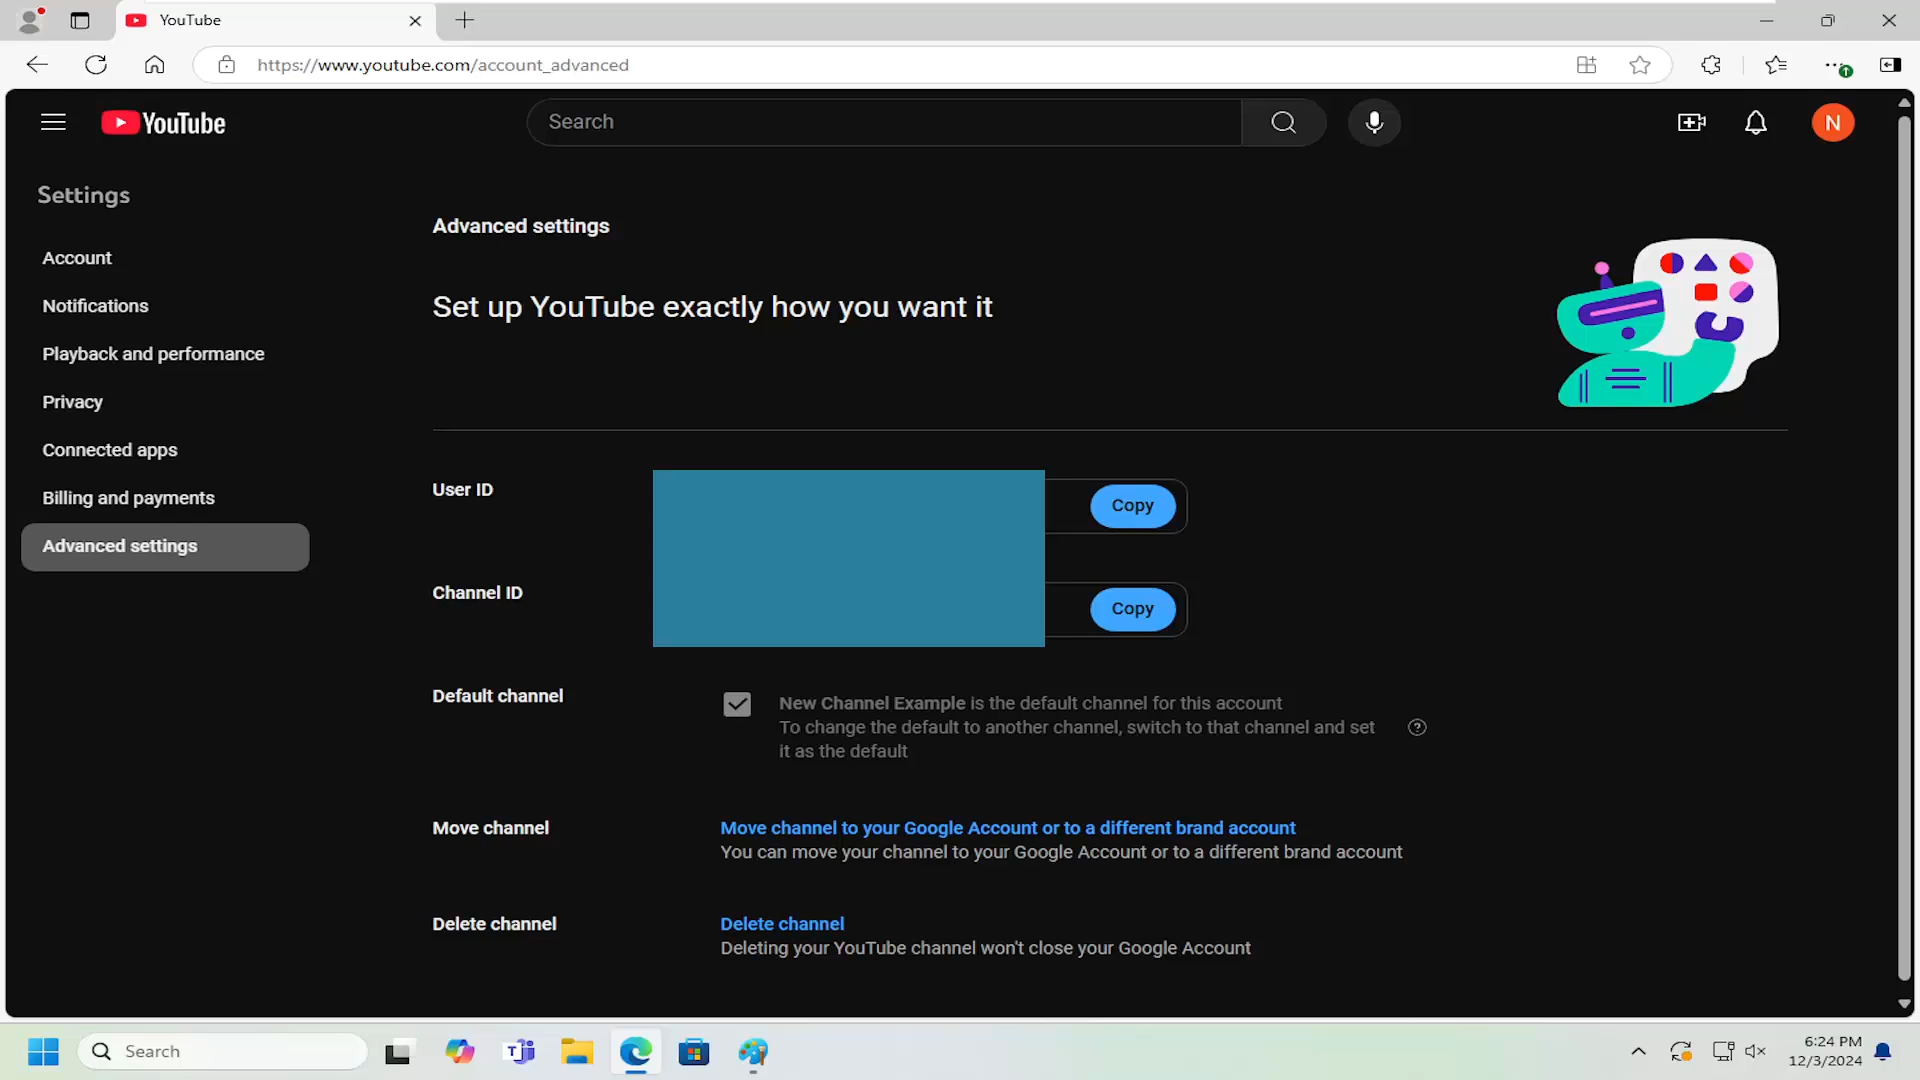 YouTube
https://www.youtube.com/account_advanced
YouTube
Search
N
Settings
Account
Notifications
Playback and performance
Privacy
Connected apps
Billing and payments
Advanced settings
Advanced settings
Set up YouTube exactly how you want it
User ID
Copy
Channel ID
Copy
Default channel
New Channel Example is the default channel for this account
To change the default to another channel, switch to that channel and set
it as the default
Move channel
Move channel to your Google Account or to a different brand account
You can move your channel to your Google Account or to a different brand account
Delete channel
Delete channel
Deleting your YouTube channel won't close your Google Account
Search
6:24 PM
12/3/2024